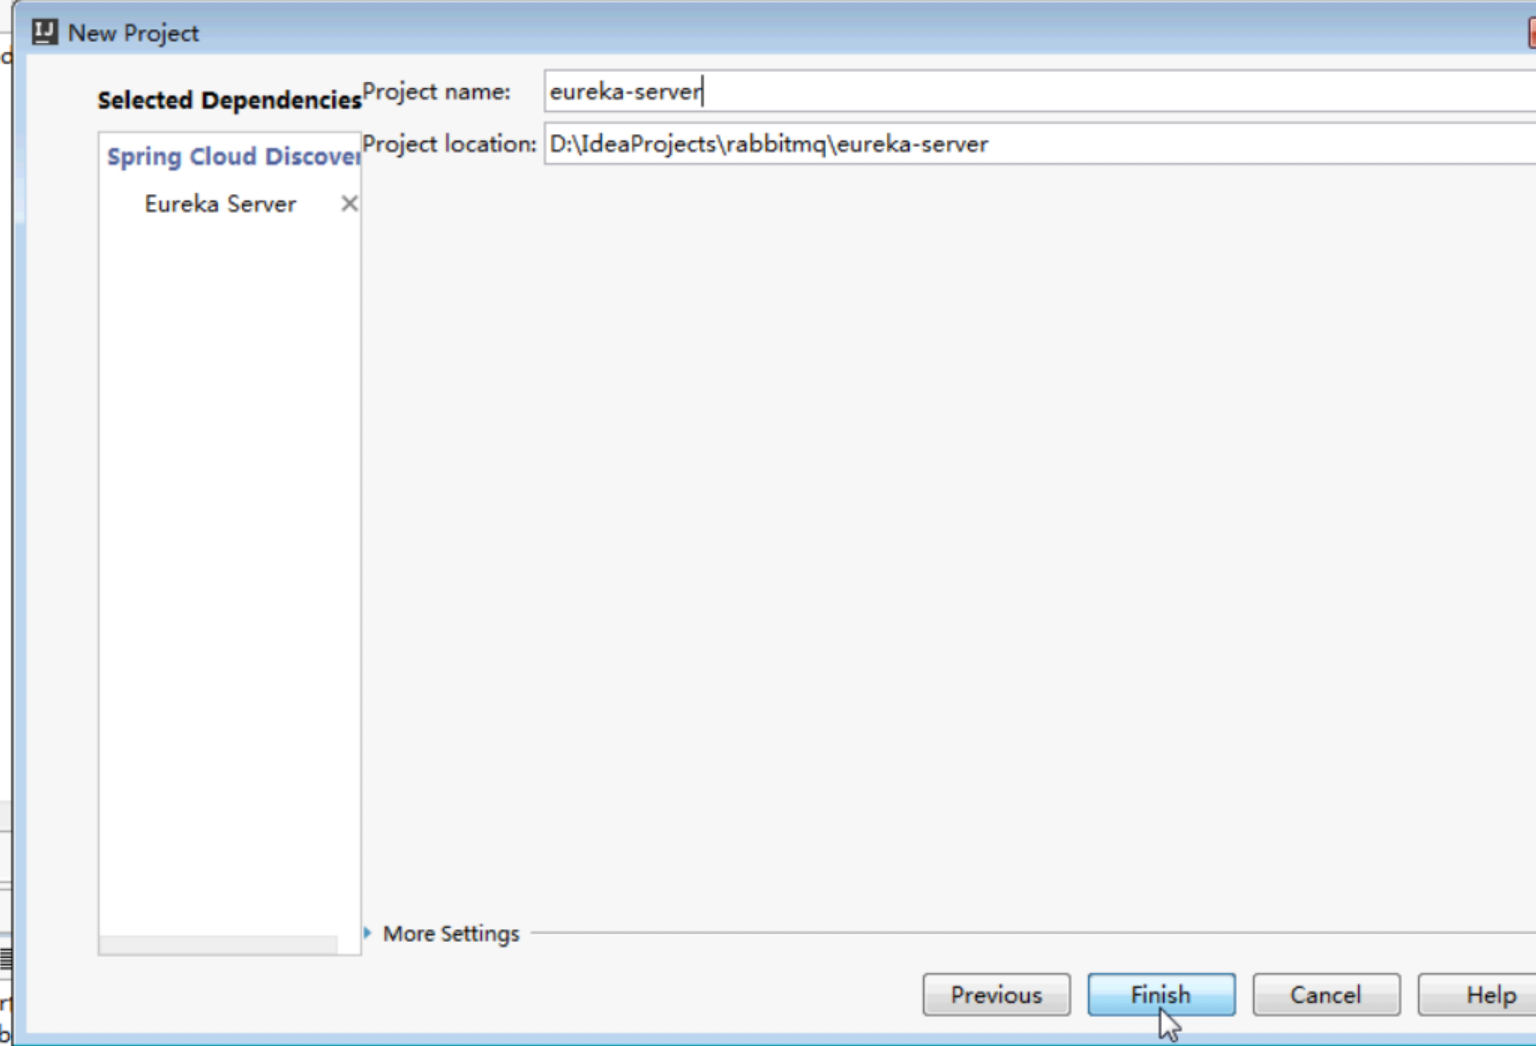 New Project
Selected Dependencies
Project name: eureka-server
Spring Cloud Discover
Project location: D:\IdeaProjects\rabbitmq\eureka-server
Eureka Server
More Settings
Previous Finish Cancel Help